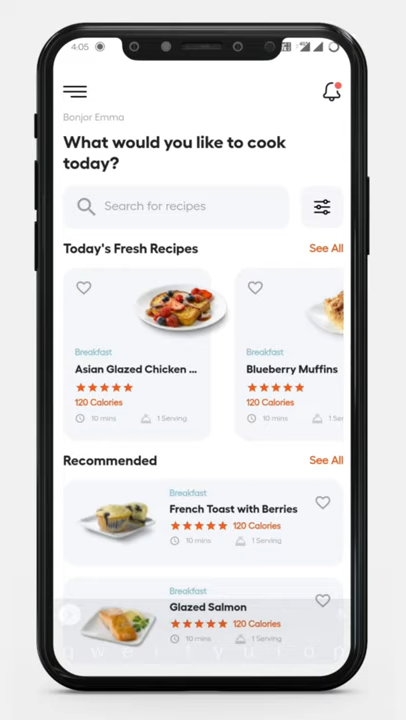 4:05
Bonjor Emma
What would you like to cook
today?
Search for recipes
Today's Fresh Recipes
See All
Breakfast
Asian Glazed Chicken ...
120 Calories
10 mins
1 Serving
Breakfast
Blueberry Muffins
120 Calories
10 mins
1 Ser
Recommended
See All
Breakfast
French Toast with Berries
120 Calories
10 mins
1 Serving
Breakfast
Glazed Salmon
120 Calories
10 mins
1 Serving
q w e r t y u i o p